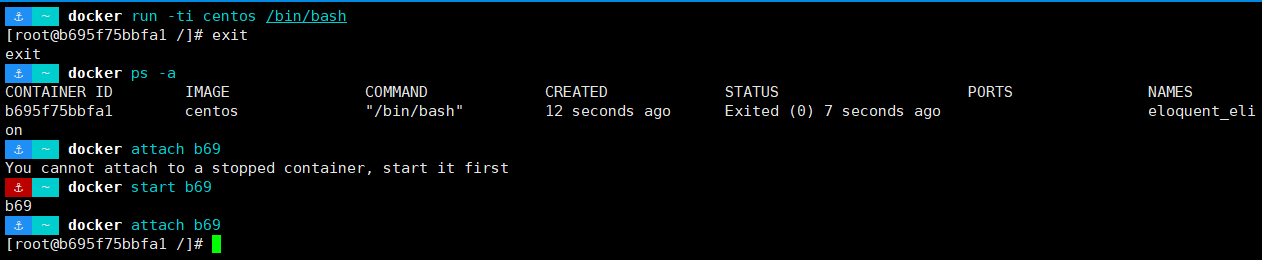 ⚓ ~ docker run -ti centos /bin/bash
[root@b695f75bbfa1 /]# exit
exit
⚓ ~ docker ps -a
CONTAINER ID        IMAGE               COMMAND             CREATED             STATUS                     PORTS               NAMES
b695f75bbfa1        centos              "/bin/bash"         12 seconds ago      Exited (0) 7 seconds ago                       eloquent_eli
on
⚓ ~ docker attach b69
You cannot attach to a stopped container, start it first
⚓ ~ docker start b69
b69
⚓ ~ docker attach b69
[root@b695f75bbfa1 /]#